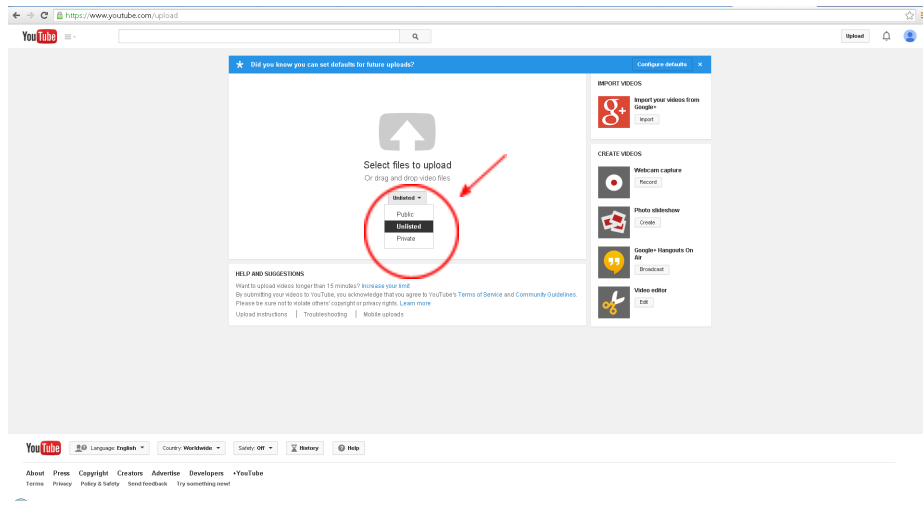 https://www.youtube.com/upload
YouTube
Upload
Did you know you can set defaults for future uploads?
Configure defaults ×
Select files to upload
Or drag and drop video files
Unlisted
Public
Unlisted
Private
IMPORT VIDEOS
Import your videos from
Google+
Import
CREATE VIDEOS
Webcam capture
Record
Photo slideshow
Create
Google+ Hangouts On
Air
Broadcast
Video editor
Edit
HELP AND SUGGESTIONS
Want to upload videos longer than 15 minutes? Increase your limit
By submitting your videos to YouTube, you acknowledge that you agree to YouTube's Terms of Service and Community Guidelines.
Please be sure not to violate others' copyright or privacy rights. Learn more
Upload instructions | Troubleshooting | Mobile uploads
YouTube Language: English Country: Worldwide Safety: Off History Help
About Press Copyright Creators Advertise Developers +YouTube
Terms Privacy Policy & Safety Send feedback Try something new!